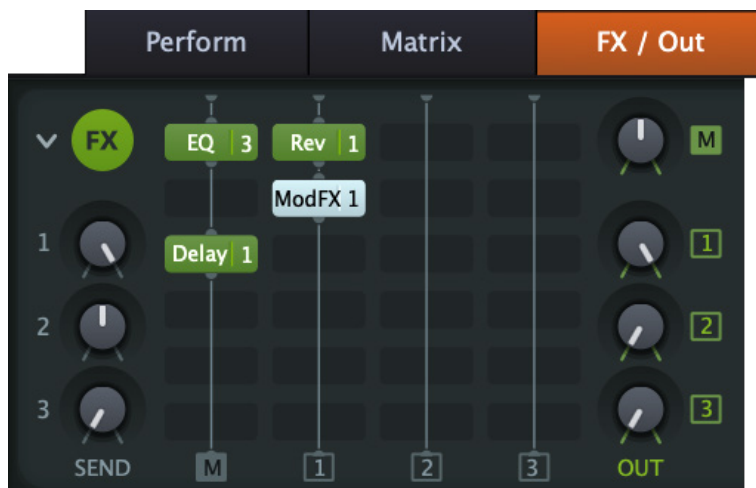 Perform Matrix FX / Out
FX EQ 3 Rev 1 M
ModFX 1
1 Delay 1 1
2 2
3 3
SEND M 1 2 3 OUT